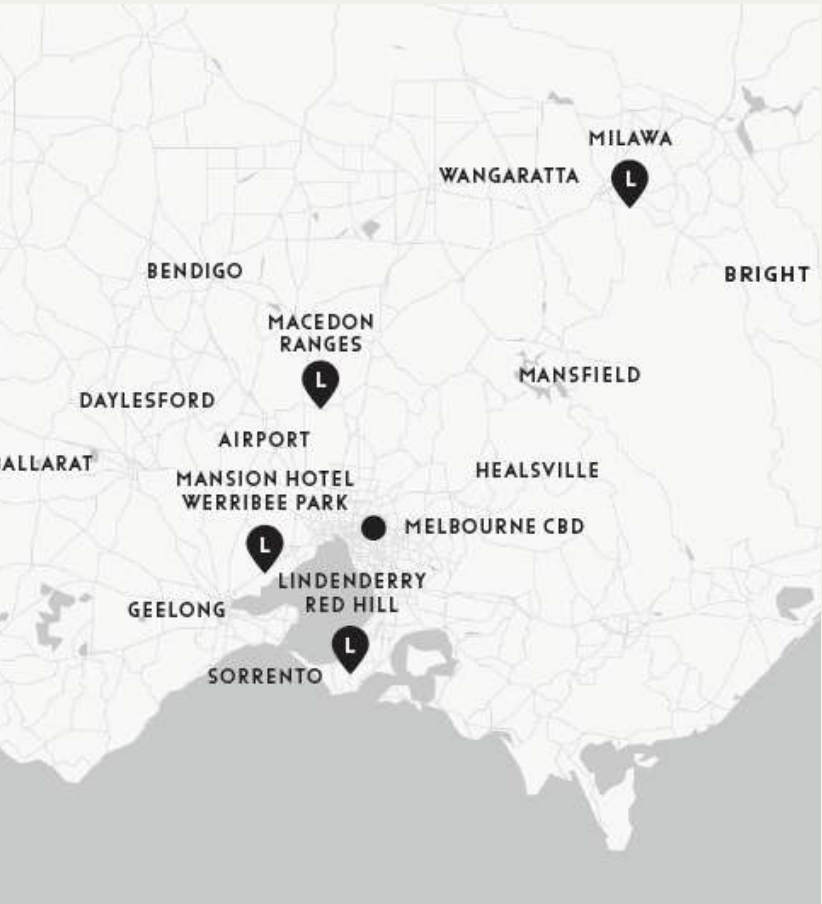 MILAWA
WANGARATTA
L
BENDIGO
BRIGHT
MACEDON
RANGES
L
MANSFIELD
DAYLESFORD
AIRPORT
ALLARAT
HEALSVILLE
MANSION HOTEL
WERRIBEE PARK
MELBOURNE CBD
L
LINDENDERRY
RED HILL
GEELONG
L
SORRENTO